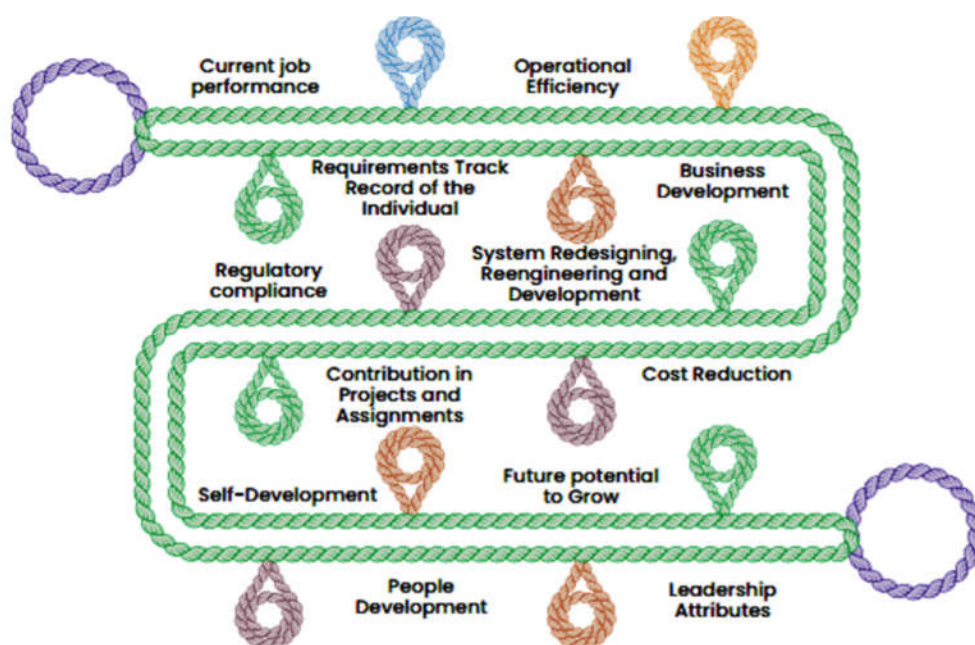 Current job
performance
Operational
Efficiency
Requirements Track
Record of the
Individual
Business
Development
Regulatory
compliance
System Redesigning,
Reengineering and
Development
Contribution in
Projects and
Assignments
Cost Reduction
Self-Development
Future potential
to Grow
People
Development
Leadership
Attributes